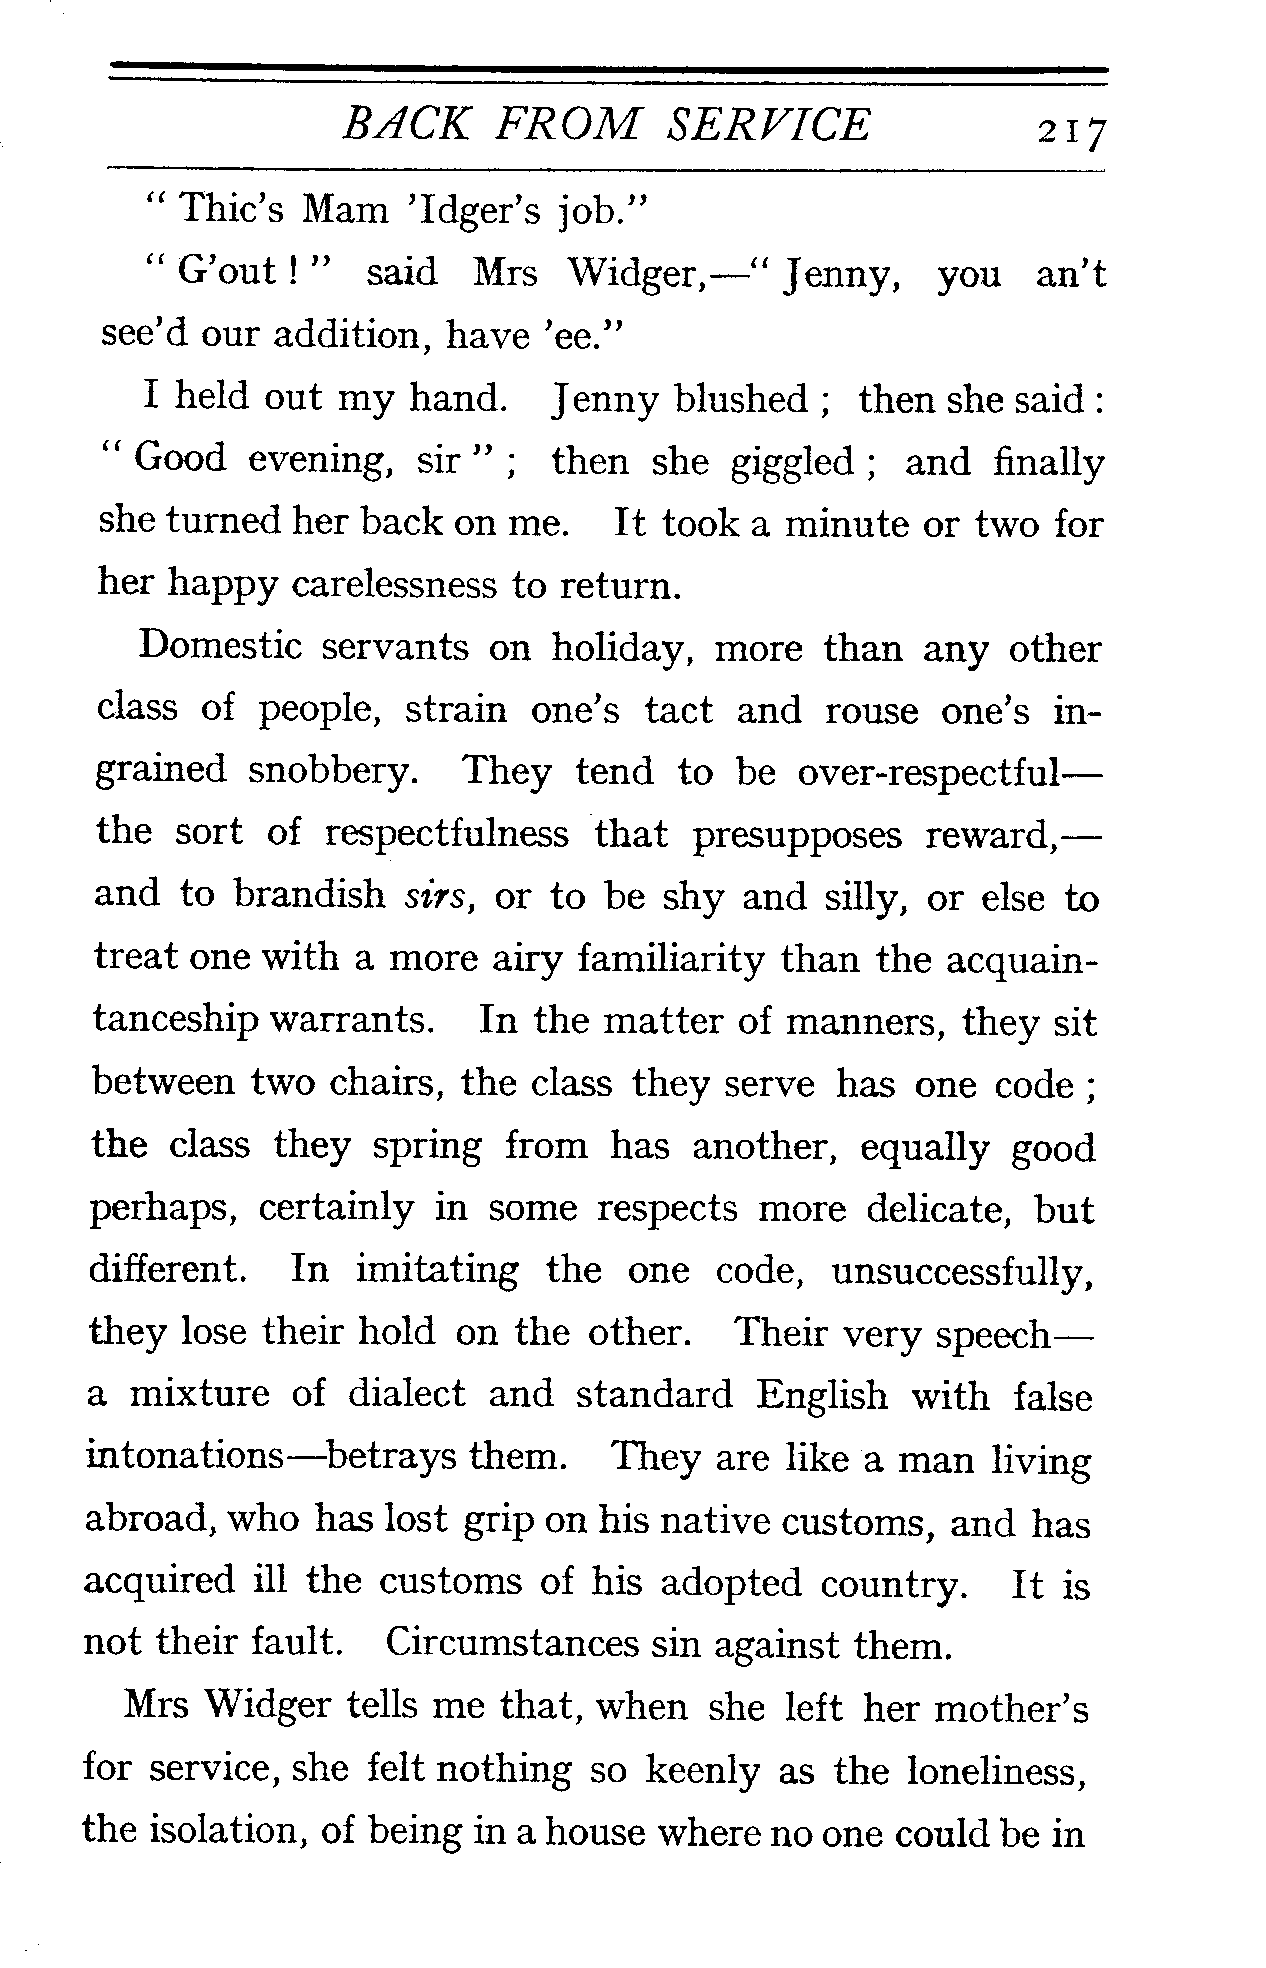 BACK FROM SERVICE 217
" Thic's Mam 'Idger's job."
" G'out ! " said Mrs Widger,—" Jenny, you an't
see'd our addition, have 'ee."
I held out my hand. Jenny blushed ; then she said :
" Good evening, sir " ; then she giggled ; and finally
she turned her back on me. It took a minute or two for
her happy carelessness to return.
Domestic servants on holiday, more than any other
class of people, strain one's tact and rouse one's in-
grained snobbery. They tend to be over-respectful—
the sort of respectfulness that presupposes reward,—
and to brandish sirs, or to be shy and silly, or else to
treat one with a more airy familiarity than the acquain-
tanceship warrants. In the matter of manners, they sit
between two chairs, the class they serve has one code ;
the class they spring from has another, equally good
perhaps, certainly in some respects more delicate, but
different. In imitating the one code, unsuccessfully,
they lose their hold on the other. Their very speech—
a mixture of dialect and standard English with false
intonations—betrays them. They are like a man living
abroad, who has lost grip on his native customs, and has
acquired ill the customs of his adopted country. It is
not their fault. Circumstances sin against them.
Mrs Widger tells me that, when she left her mother's
for service, she felt nothing so keenly as the loneliness,
the isolation, of being in a house where no one could be in